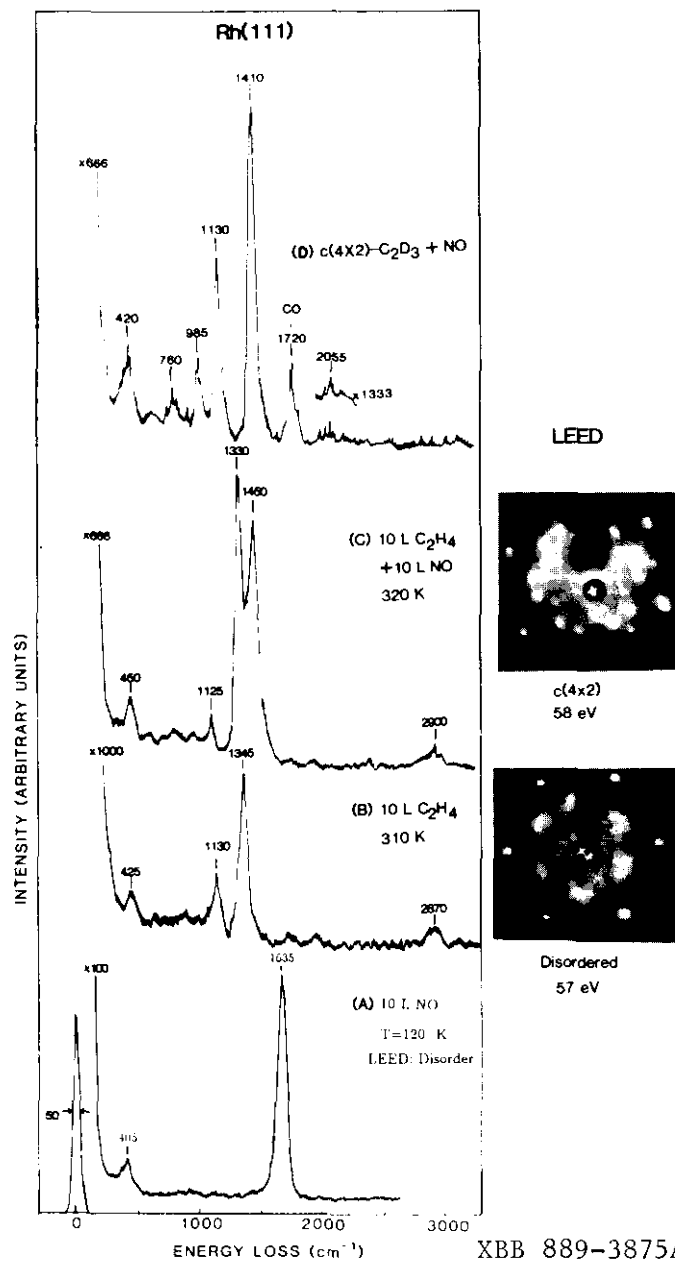 Rh(111)
1410
x666
1130
(D) c(4X2)-C₂D₃ + NO
CO
420
985
1720
760
2055
x1333
LEED
1330
1460
x666
(C) 10 L C₂H₄
+10 L NO
320 K
460
1125
2900
c(4x2)
58 eV
x1000
1345
(B) 10 L C₂H₄
310 K
1130
425
2870
Disordered
57 eV
x100
1635
(A) 10 L NO
T=120 K
LEED: Disorder
50
405
INTENSITY (ARBITRARY UNITS)
0
1000
2000
3000
ENERGY LOSS (cm⁻¹)
XBB 889-3875A